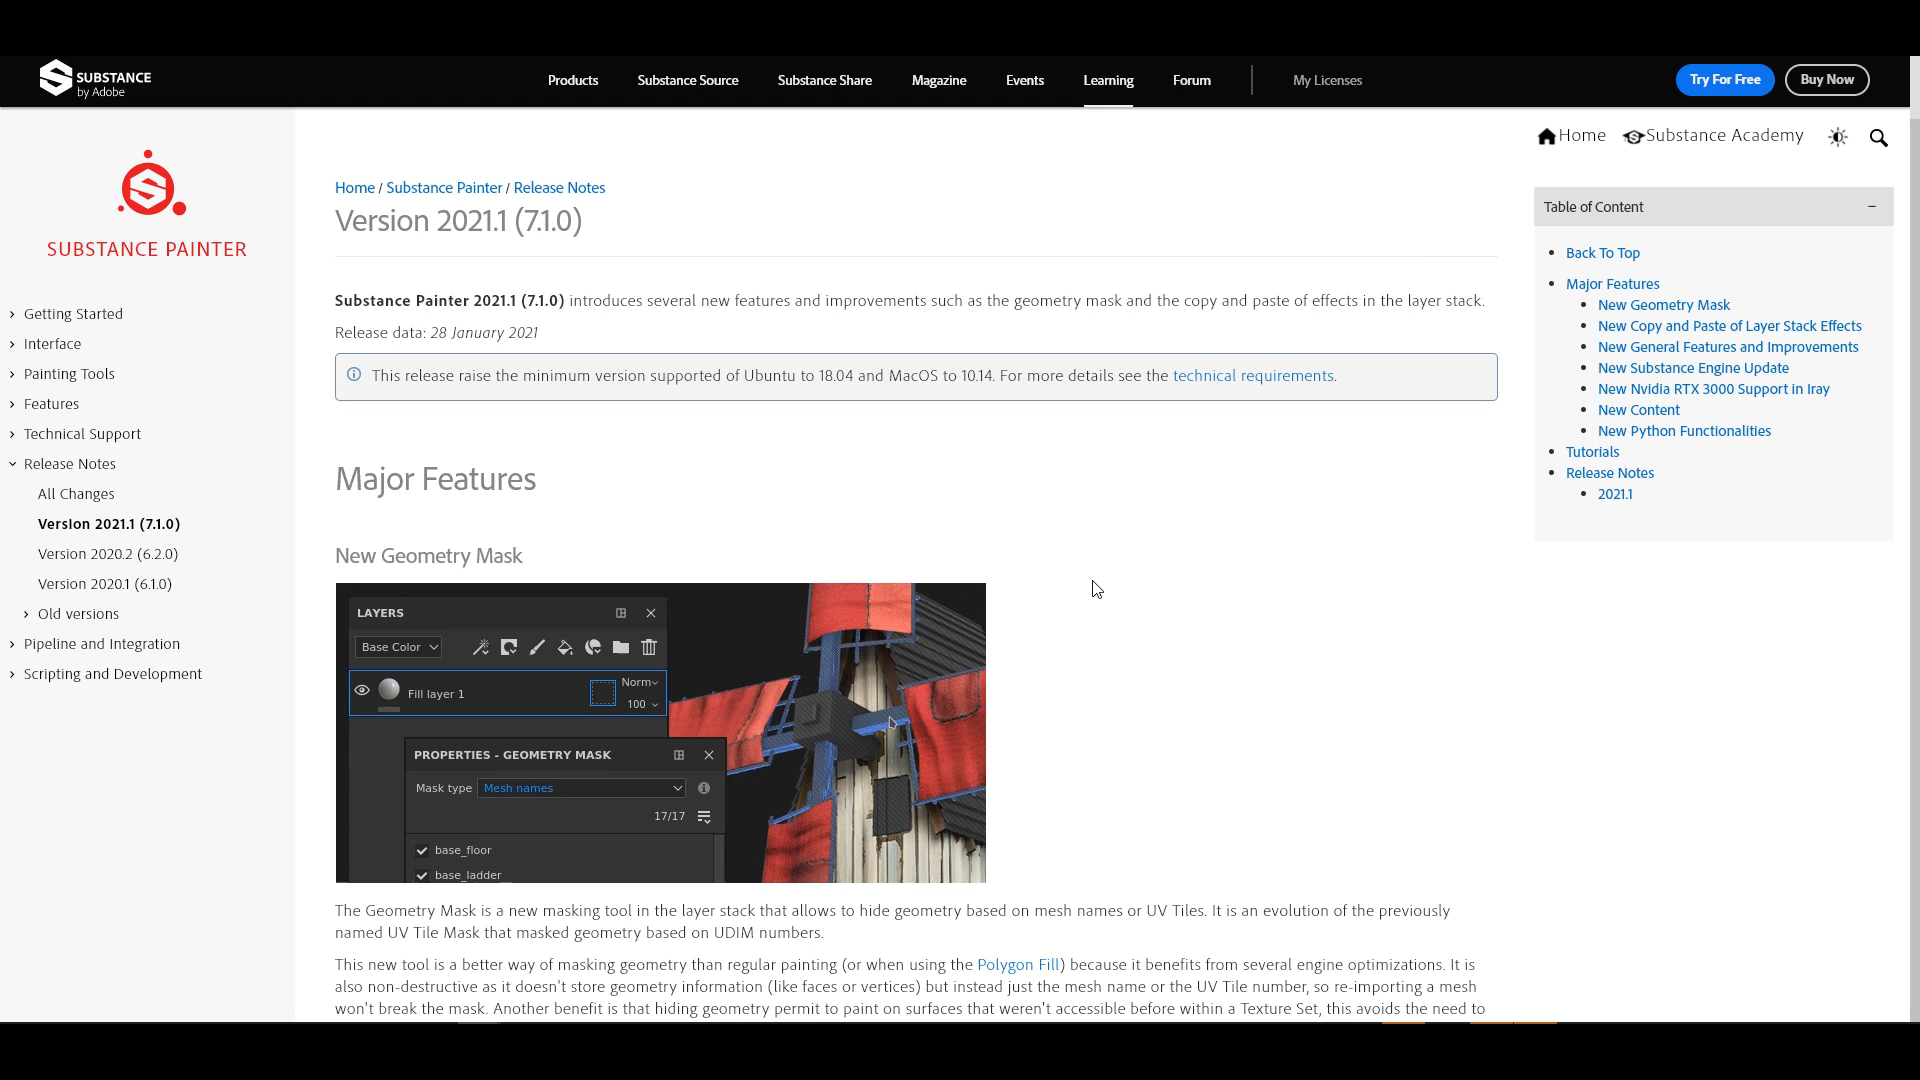 SUBSTANCE
by Adobe
Products
Substance Source
Substance Share
Magazine
Events
Learning
Forum
My Licenses
Try For Free
Buy Now
Home
Substance Academy
SUBSTANCE PAINTER
Getting Started
Interface
Painting Tools
Features
Technical Support
Release Notes
All Changes
Version 2021.1 (7.1.0)
Version 2020.2 (6.2.0)
Version 2020.1 (6.1.0)
Old versions
Pipeline and Integration
Scripting and Development
Home / Substance Painter / Release Notes
Version 2021.1 (7.1.0)
Substance Painter 2021.1 (7.1.0) introduces several new features and improvements such as the geometry mask and the copy and paste of effects in the layer stack.
Release data: 28 January 2021
This release raise the minimum version supported of Ubuntu to 18.04 and MacOS to 10.14. For more details see the technical requirements.
Major Features
New Geometry Mask
LAYERS
Base Color
Fill layer 1
Norm
100
PROPERTIES - GEOMETRY MASK
Mask type
Mesh names
17/17
base_floor
base_ladder
The Geometry Mask is a new masking tool in the layer stack that allows to hide geometry based on mesh names or UV Tiles. It is an evolution of the previously
named UV Tile Mask that masked geometry based on UDIM numbers.
This new tool is a better way of masking geometry than regular painting (or when using the Polygon Fill) because it benefits from several engine optimizations. It is
also non-destructive as it doesn't store geometry information (like faces or vertices) but instead just the mesh name or the UV Tile number, so re-importing a mesh
won't break the mask. Another benefit is that hiding geometry permit to paint on surfaces that weren't accessible before within a Texture Set, this avoids the need to
Table of Content
−
Back To Top
Major Features
New Geometry Mask
New Copy and Paste of Layer Stack Effects
New General Features and Improvements
New Substance Engine Update
New Nvidia RTX 3000 Support in Iray
New Content
New Python Functionalities
Tutorials
Release Notes
2021.1